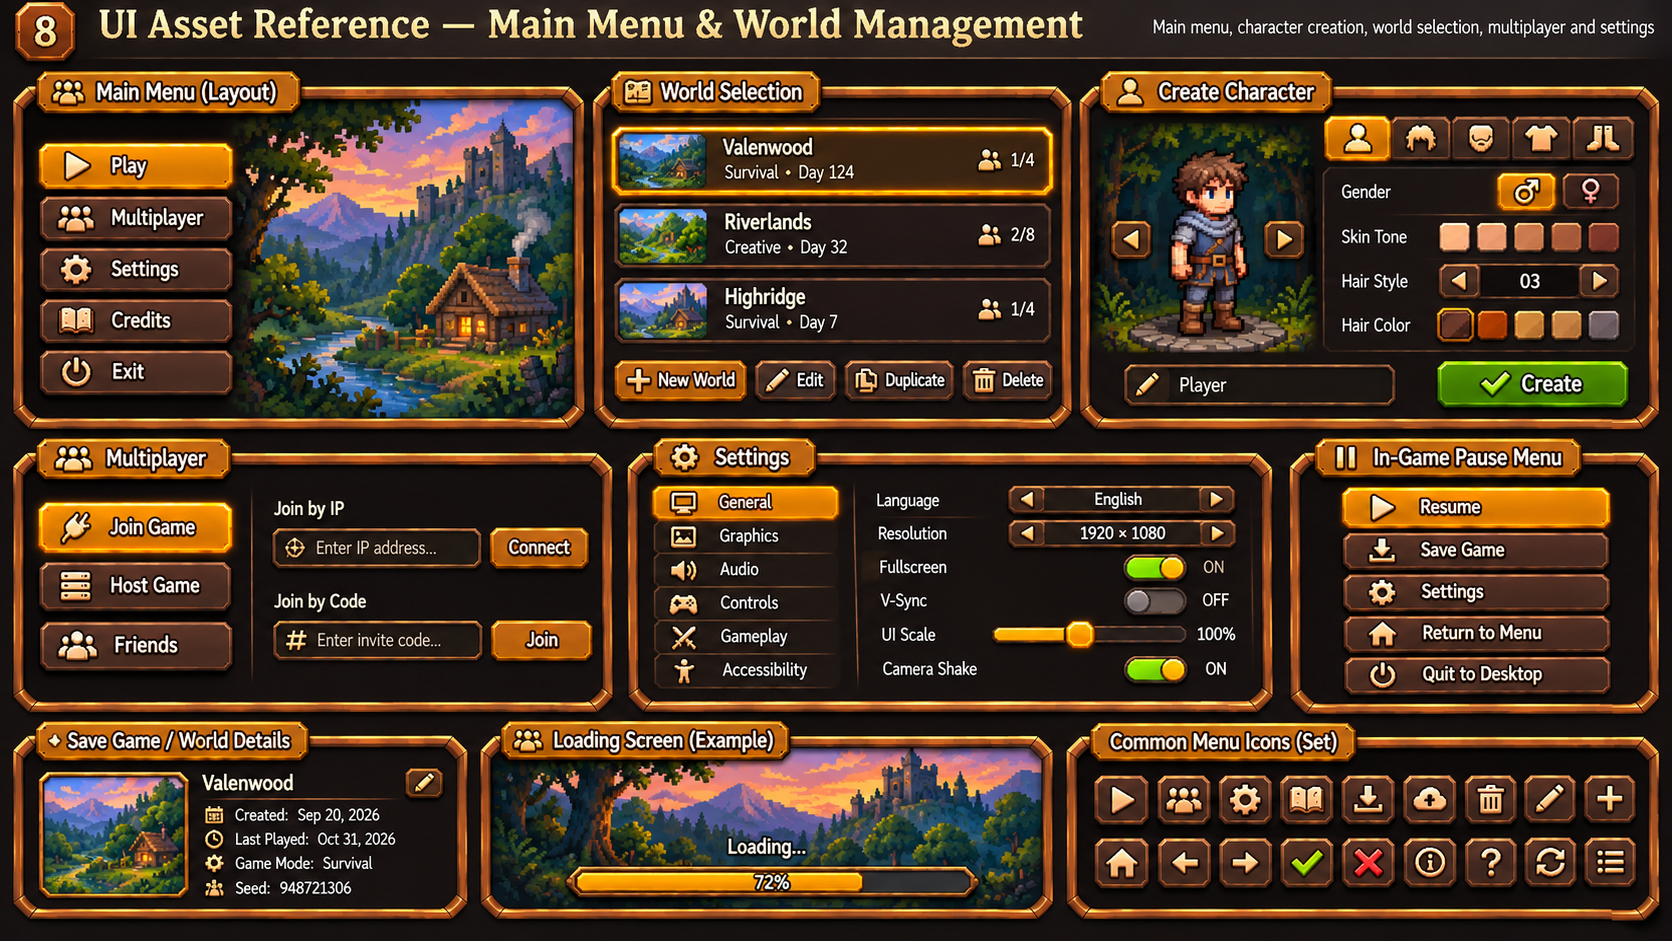 8
UI Asset Reference — Main Menu & World Management
Main menu, character creation, world selection, multiplayer and settings
Main Menu (Layout)
Play
Multiplayer
Settings
Credits
Exit
World Selection
Valenwood
Survival • Day 124
1/4
Riverlands
Creative • Day 32
2/8
Highridge
Survival • Day 7
1/4
New World
Edit
Duplicate
Delete
Create Character
Gender
Skin Tone
Hair Style
03
Hair Color
Player
Create
Multiplayer
Join Game
Host Game
Friends
Join by IP
Enter IP address...
Connect
Join by Code
Enter invite code...
Join
Settings
General
Graphics
Audio
Controls
Gameplay
Accessibility
Language
English
Resolution
1920 × 1080
Fullscreen
ON
V-Sync
OFF
UI Scale
100%
Camera Shake
ON
In-Game Pause Menu
Resume
Save Game
Settings
Return to Menu
Quit to Desktop
Save Game / World Details
Valenwood
Created: Sep 20, 2026
Last Played: Oct 31, 2026
Game Mode: Survival
Seed: 948721306
Loading Screen (Example)
Loading...
72%
Common Menu Icons (Set)